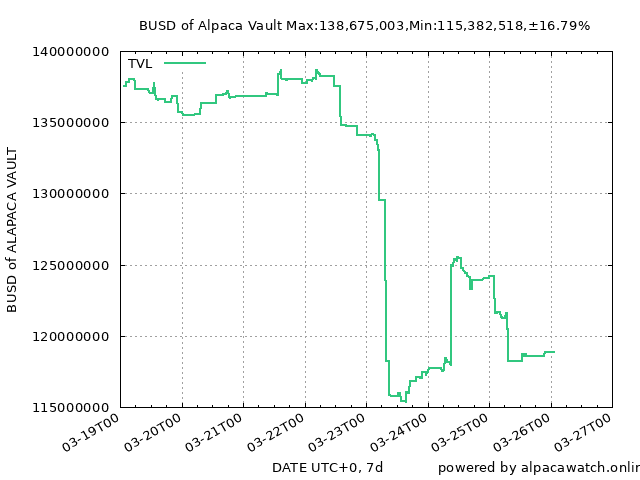 BUSD of Alpaca Vault Max:138,675,003,Min:115,382,518,±16.79%
140000000
TVL
135000000
130000000
125000000
120000000
115000000
BUSD of ALAPACA VAULT
03-19T00 03-20T00 03-21T00 03-22T00 03-23T00 03-24T00 03-25T00 03-26T00 03-27T00
DATE UTC+0, 7d powered by alpacawatch.onlin